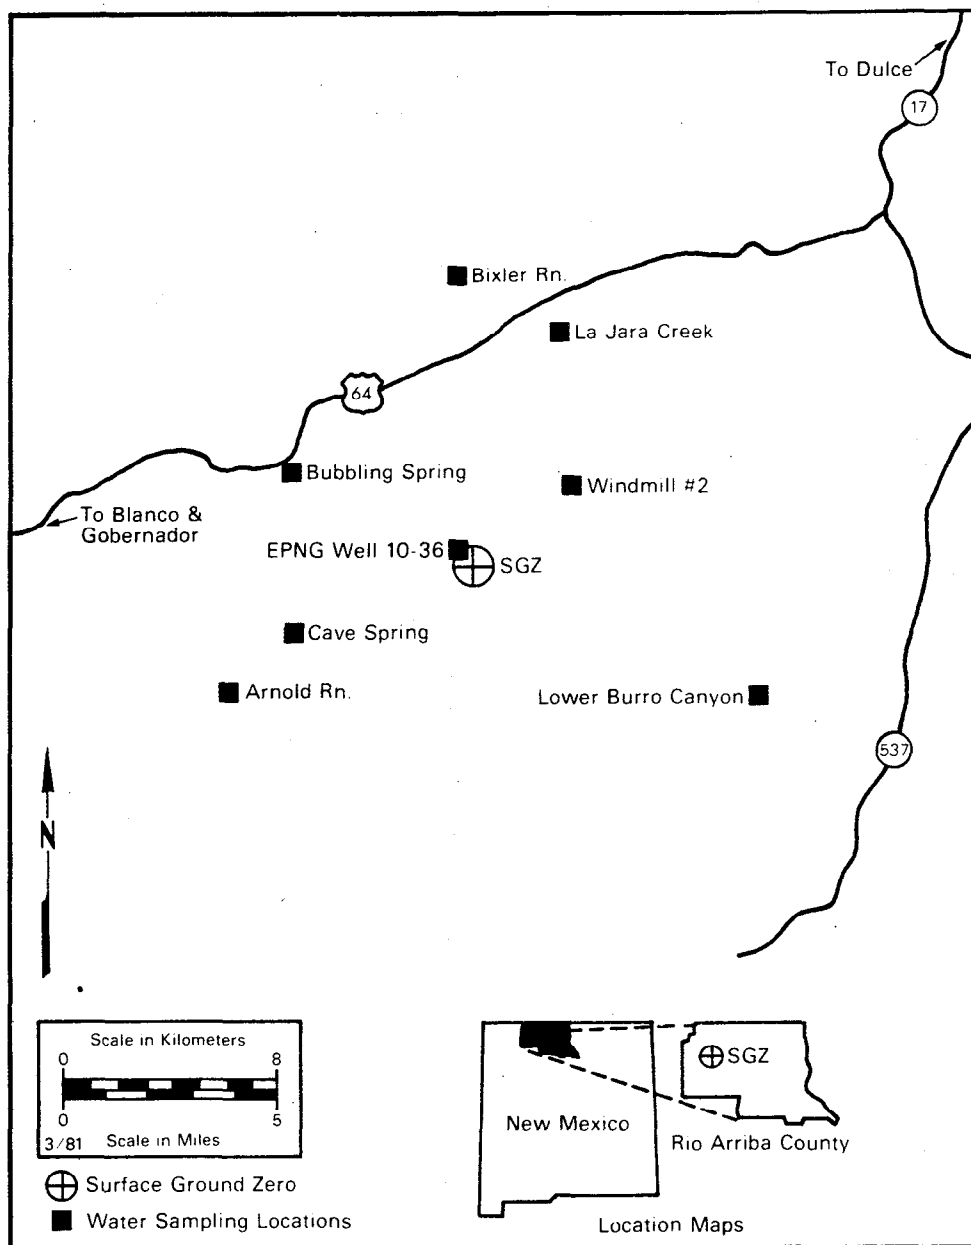 To Dulce
17
Bixler Rn.
La Jara Creek
64
Bubbling Spring
Windmill #2
To Blanco &
Gobernador
EPNG Well 10-36
SGZ
Cave Spring
Arnold Rn.
Lower Burro Canyon
537
N
Scale in Kilometers
0 8
0 5
3/81 Scale in Miles
SGZ
New Mexico
Rio Arriba County
Surface Ground Zero
Water Sampling Locations
Location Maps